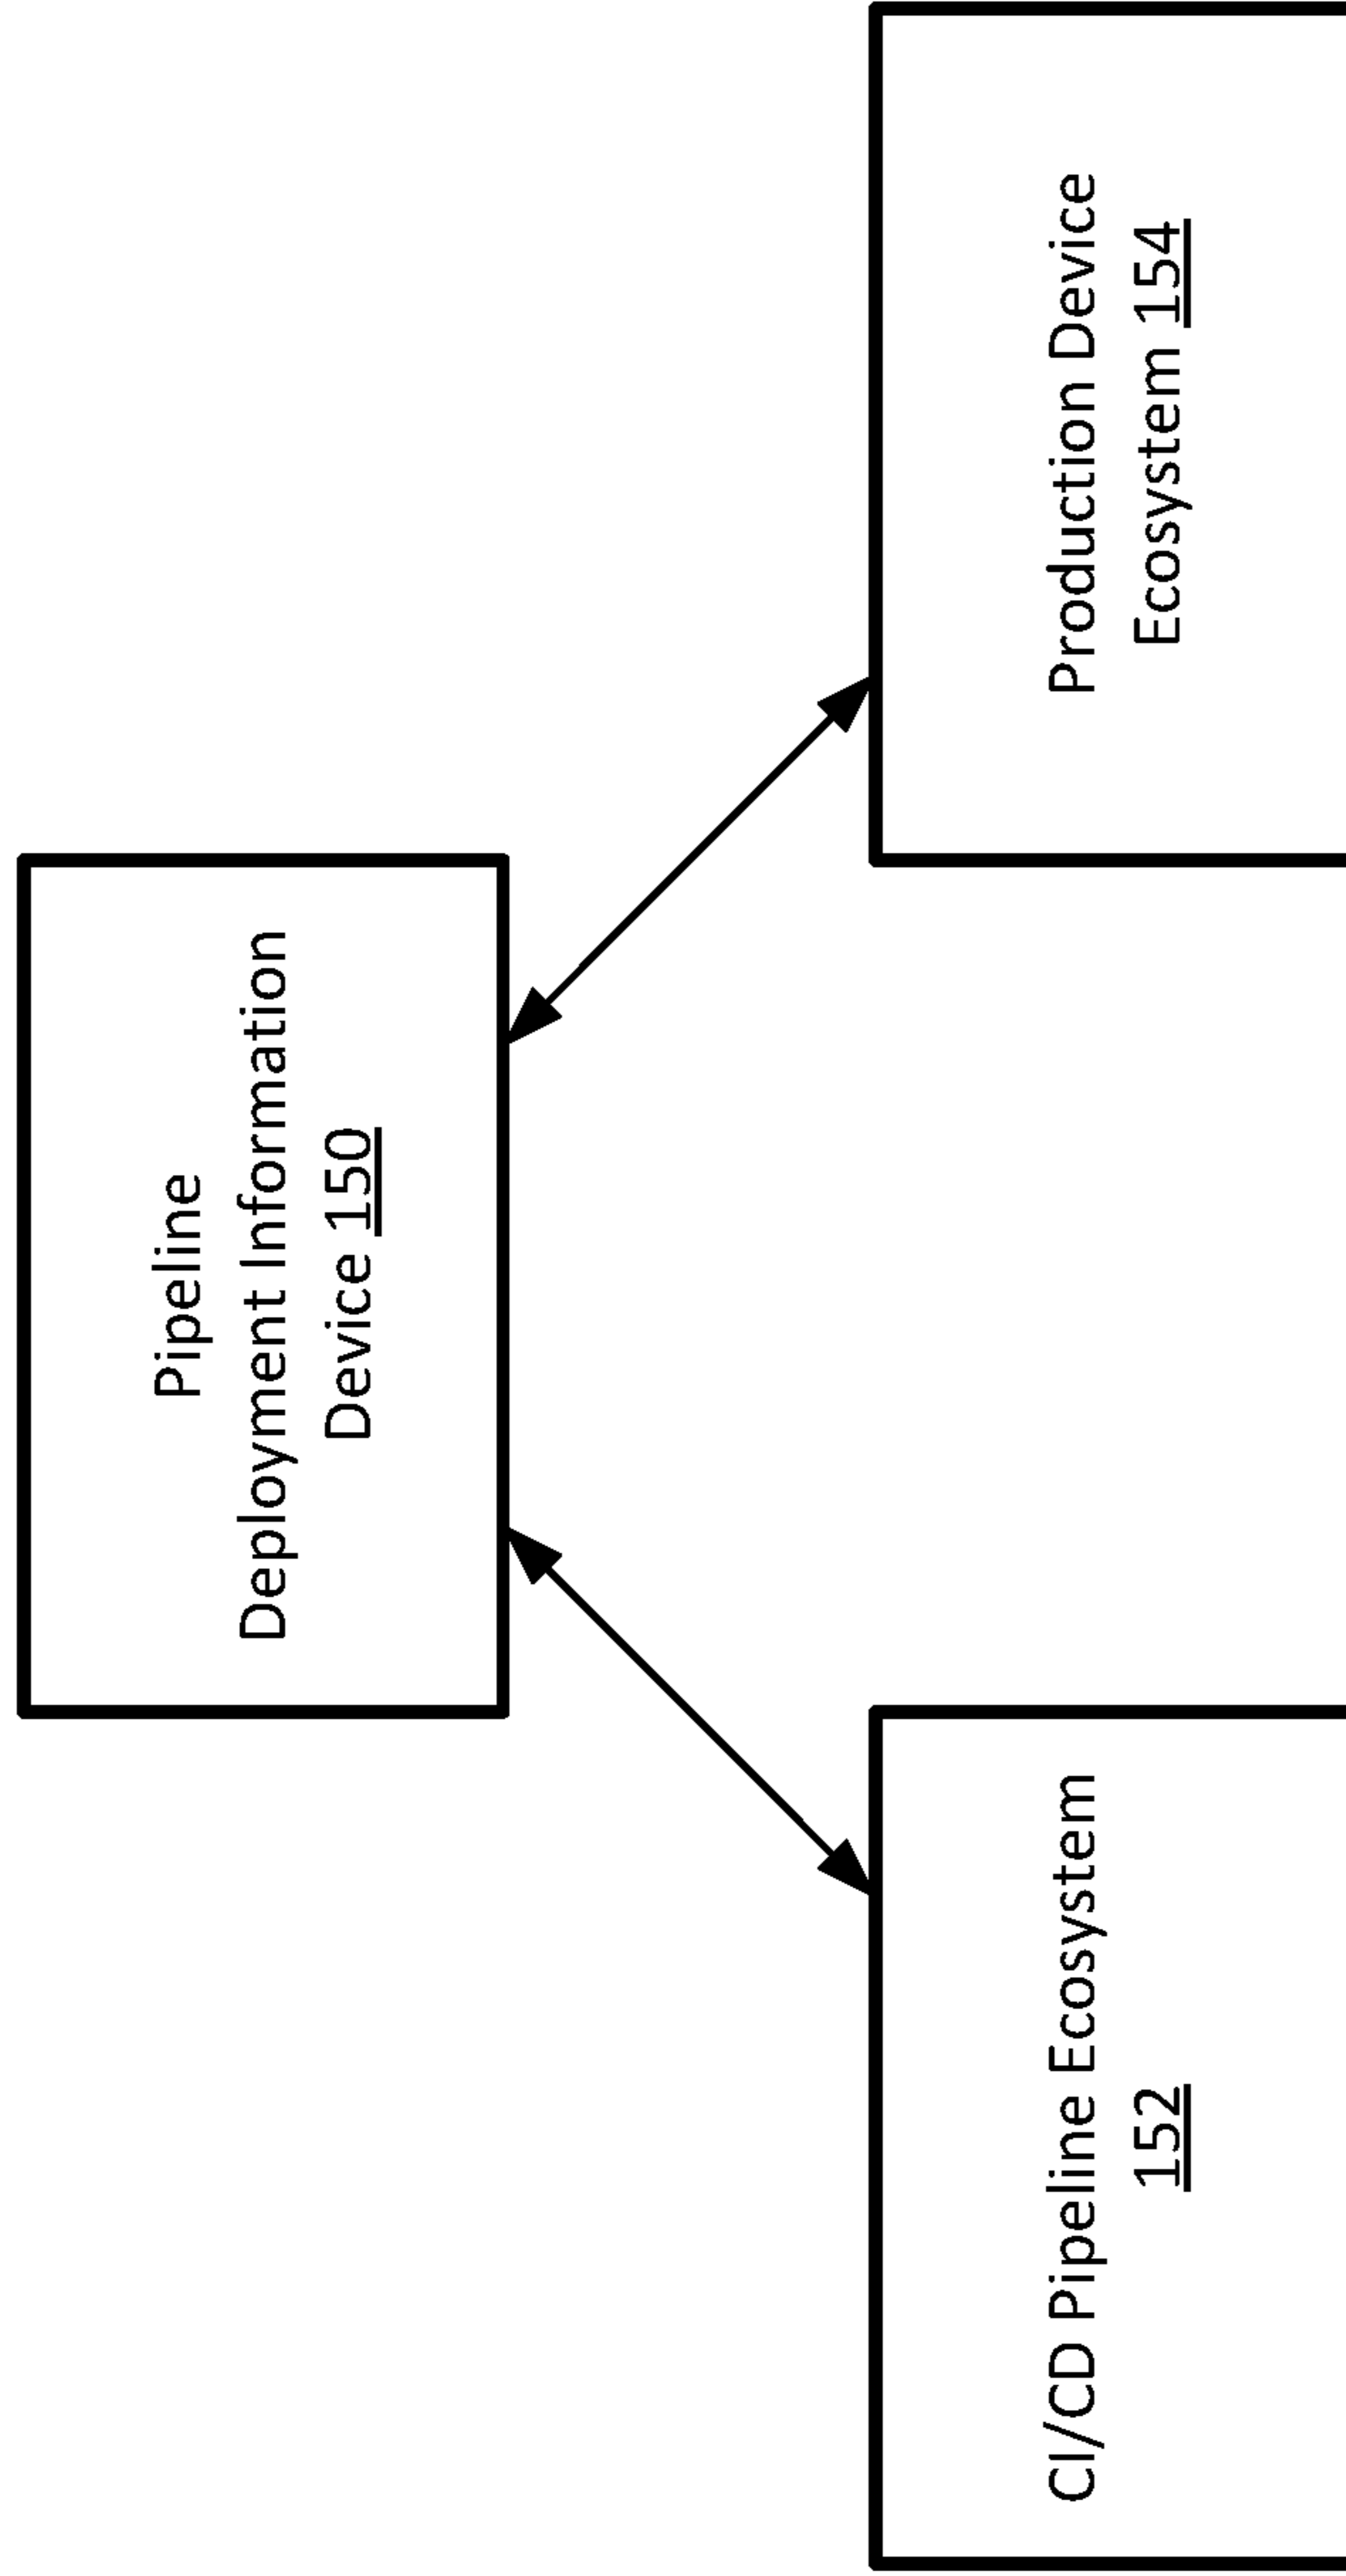 Pipeline
Deployment Information
Device 150
CI/CD Pipeline Ecosystem
152
Production Device
Ecosystem 154